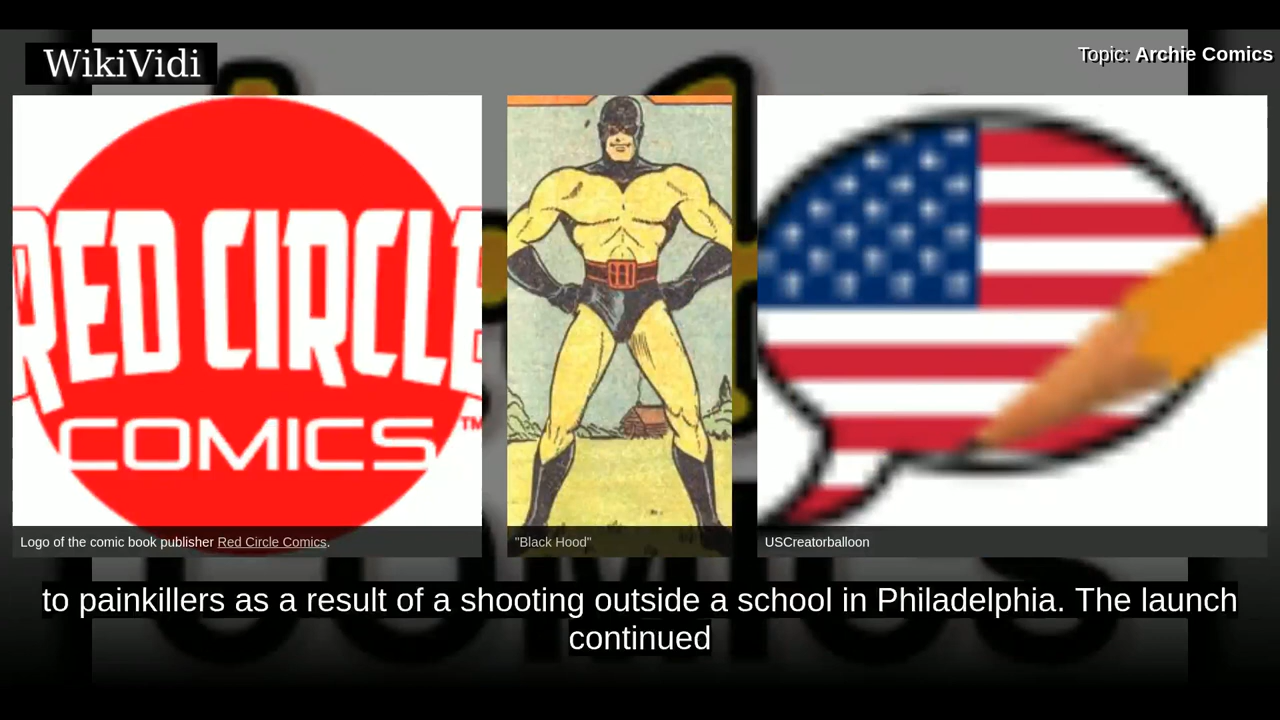 WikiVidi
Topic: Archie Comics
RED CIRCLE
COMICS
TM
Logo of the comic book publisher Red Circle Comics.
"Black Hood"
USCreatorballoon
to painkillers as a result of a shooting outside a school in Philadelphia. The launch
continued